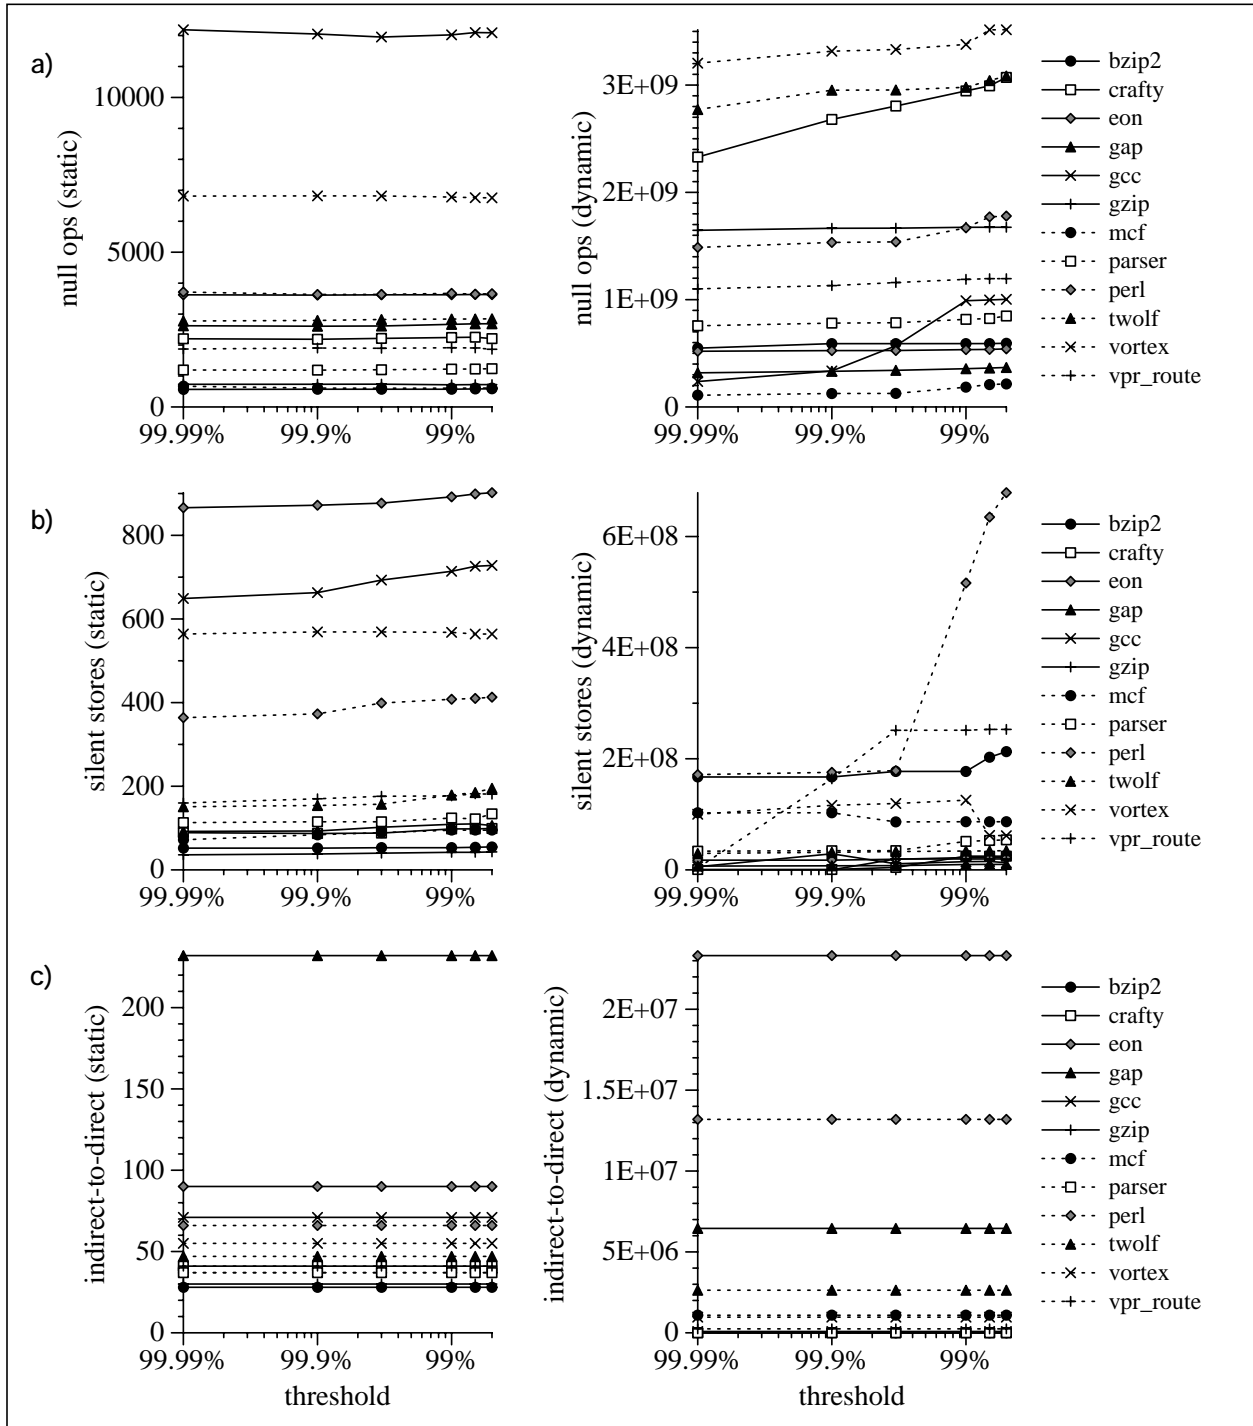 a)
null ops (static)
10000
5000
0
99.99% 99.9% 99%
null ops (dynamic)
3E+09
2E+09
1E+09
0
99.99% 99.9% 99%
bzip2
crafty
eon
gap
gcc
gzip
mcf
parser
perl
twolf
vortex
vpr_route
b)
silent stores (static)
800
600
400
200
0
99.99% 99.9% 99%
silent stores (dynamic)
6E+08
4E+08
2E+08
0
99.99% 99.9% 99%
bzip2
crafty
eon
gap
gcc
gzip
mcf
parser
perl
twolf
vortex
vpr_route
c)
indirect-to-direct (static)
200
150
100
50
0
99.99% 99.9% 99%
threshold
indirect-to-direct (dynamic)
2E+07
1.5E+07
1E+07
5E+06
0
99.99% 99.9% 99%
threshold
bzip2
crafty
eon
gap
gcc
gzip
mcf
parser
perl
twolf
vortex
vpr_route